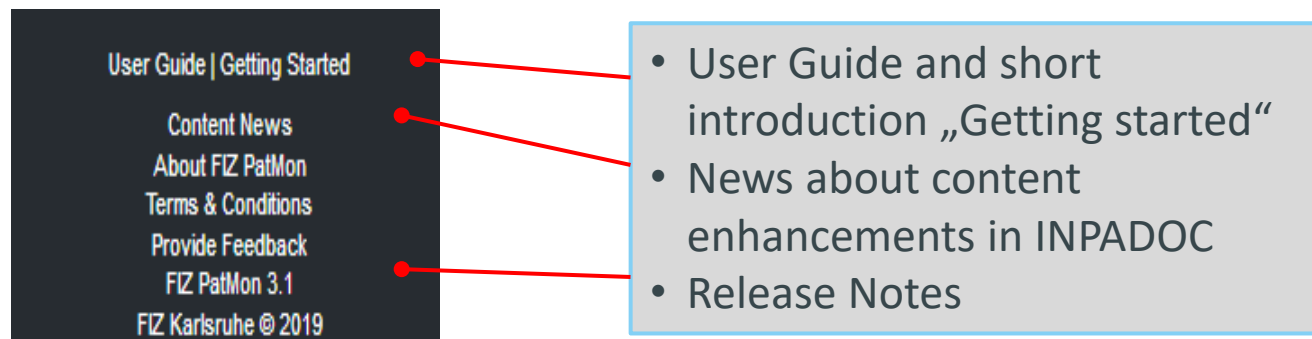 User Guide | Getting Started
Content News
About FIZ PatMon
Terms & Conditions
Provide Feedback
FIZ PatMon 3.1
FIZ Karlsruhe © 2019
• User Guide and short
introduction „Getting started“
• News about content
enhancements in INPADOC
• Release Notes